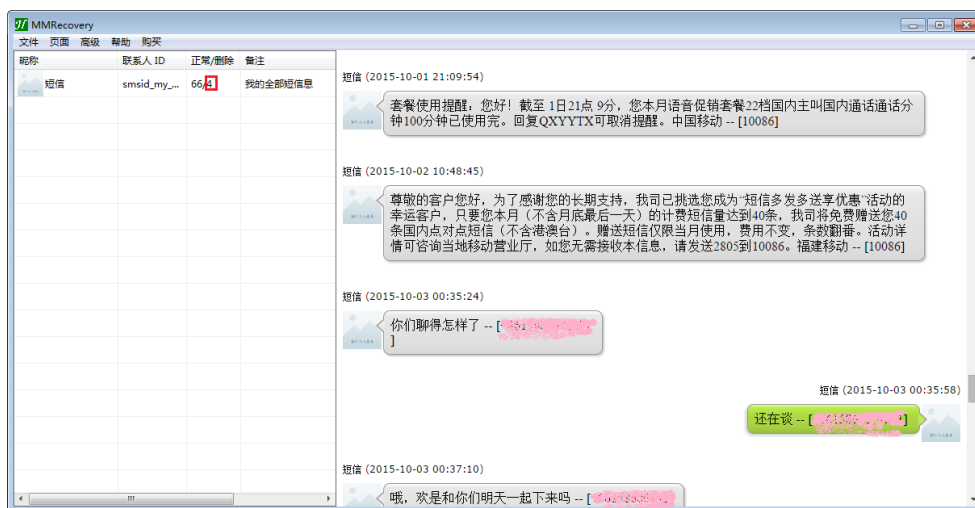 MMRecovery
文件 页面 高级 帮助 购买
昵称 联系人 ID 正常/删除 备注
短信 smsid_my_... 66/4 我的全部短信息
短信 (2015-10-01 21:09:54)
套餐使用提醒：您好！截至 1日21点 9分，您本月语音促销套餐22档国内主叫国内通话通话分
钟100分钟已使用完。回复QXYYTX可取消提醒。中国移动 -- [10086]
短信 (2015-10-02 10:48:45)
尊敬的客户您好，为了感谢您的长期支持，我司已挑选您成为“短信多发多送享优惠”活动的
幸运客户，只要您本月（不含月底最后一天）的计费短信量达到40条，我司将免费赠送您40
条国内点对点短信（不含港澳台）。赠送短信仅限当月使用，费用不变，条数翻番。活动详
情可咨询当地移动营业厅，如您无需接收本信息，请发送2805到10086。福建移动 -- [10086]
短信 (2015-10-03 00:35:24)
你们聊得怎样了 -- [
]
短信 (2015-10-03 00:35:58)
还在谈 -- [ ]
短信 (2015-10-03 00:37:10)
哦，欢是和你们明天一起下来吗 -- [